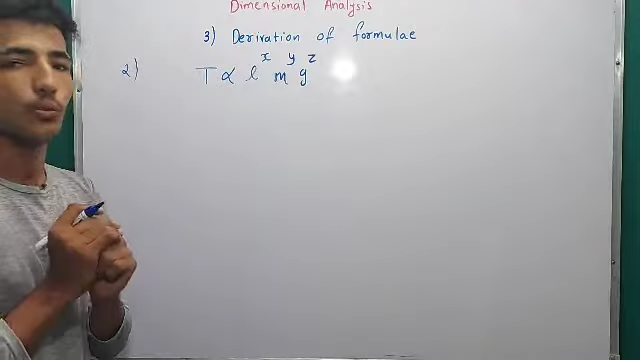 Dimensional Analysis
3) Derivation of formulae
2) T ∝ l^x m^y g^z